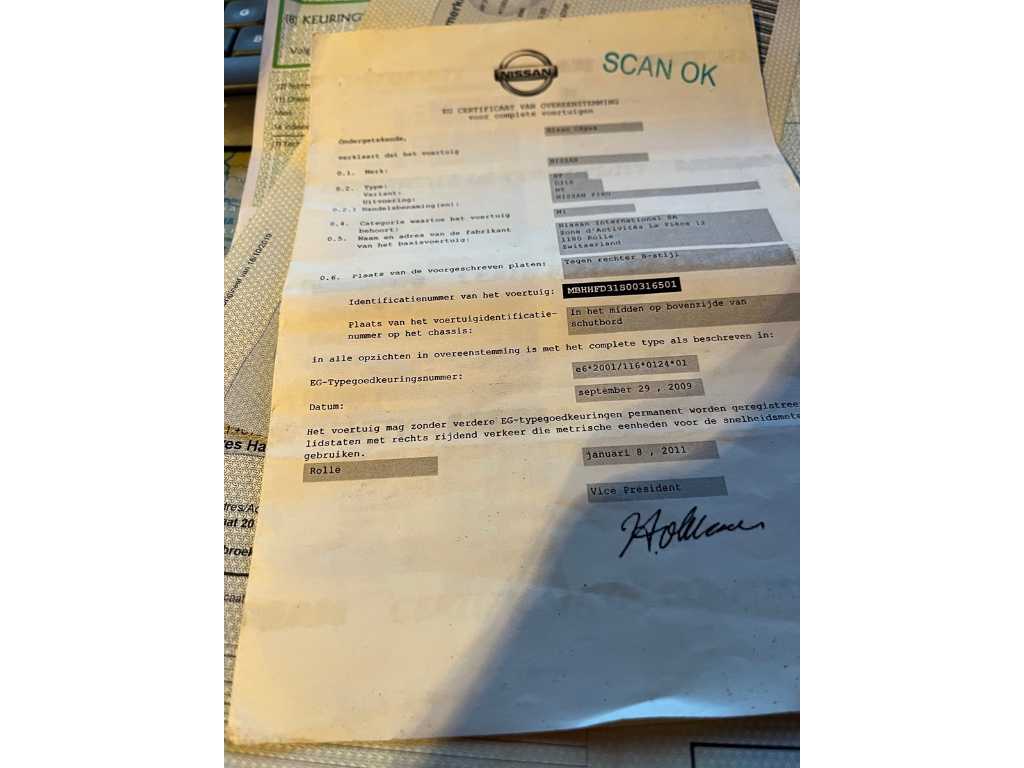 (8) KEURING
SCAN OK
NISSAN
EG CERTIFICAAT VAN OVEREENSTEMMING
voor complete voertuigen
Ondergetekende,
verklaart dat het voertuig
0.1. Merk: NISSAN
0.2. Type:
Variant:
Uitvoering:
0.2.1 Handelsbenaming(en): NISSAN PIXO
0.4. Categorie waartoe het voertuig behoort: M1
0.5. Naam en adres van de fabrikant
van het basisvoertuig:
Nissan International SA
Zone d'Activités La Pièce 12
1180 Rolle
Switzerland
0.6. Plaats van de voorgeschreven platen: Tegen rechter B-stijl
Identificatienummer van het voertuig: MBHHFD31S00316501
Plaats van het voertuigidentificatie-
nummer op het chassis:
In het midden op bovenzijde van
schutbord
in alle opzichten in overeenstemming is met het complete type als beschreven in:
EG-Typegoedkeuringsnummer: e6*2001/116*0124*01
Datum: september 29 , 2009
Het voertuig mag zonder verdere EG-typegoedkeuringen permanent worden geregistree
lidstaten met rechts rijdend verkeer die metrische eenheden voor de snelheidsmete
gebruiken.
Rolle
januari 8 , 2011
Vice President